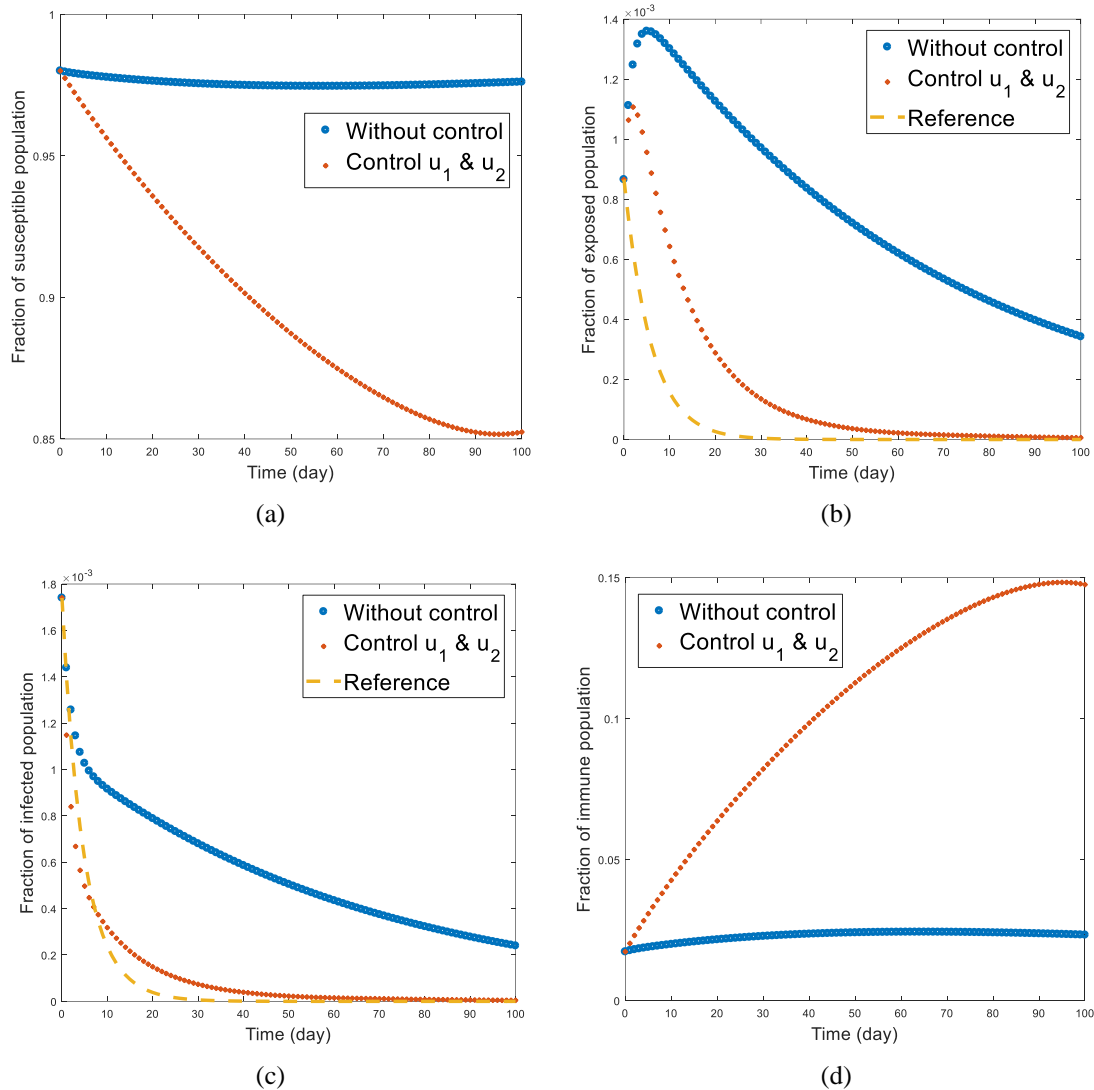 1
0.95
0.9
0.85
Fraction of susceptible population
0 10 20 30 40 50 60 70 80 90 100
Time (day)
Without control
Control u1 & u2
(a)
×10-3
1.4
1.2
1
0.8
0.6
0.4
0.2
0
Fraction of exposed population
0 10 20 30 40 50 60 70 80 90 100
Time (day)
Without control
Control u1 & u2
Reference
(b)
×10-3
1.8
1.6
1.4
1.2
1
0.8
0.6
0.4
0.2
0
Fraction of infected population
0 10 20 30 40 50 60 70 80 90 100
Time (day)
Without control
Control u1 & u2
Reference
(c)
0.15
0.1
0.05
0
Fraction of immune population
0 10 20 30 40 50 60 70 80 90 100
Time (day)
Without control
Control u1 & u2
(d)